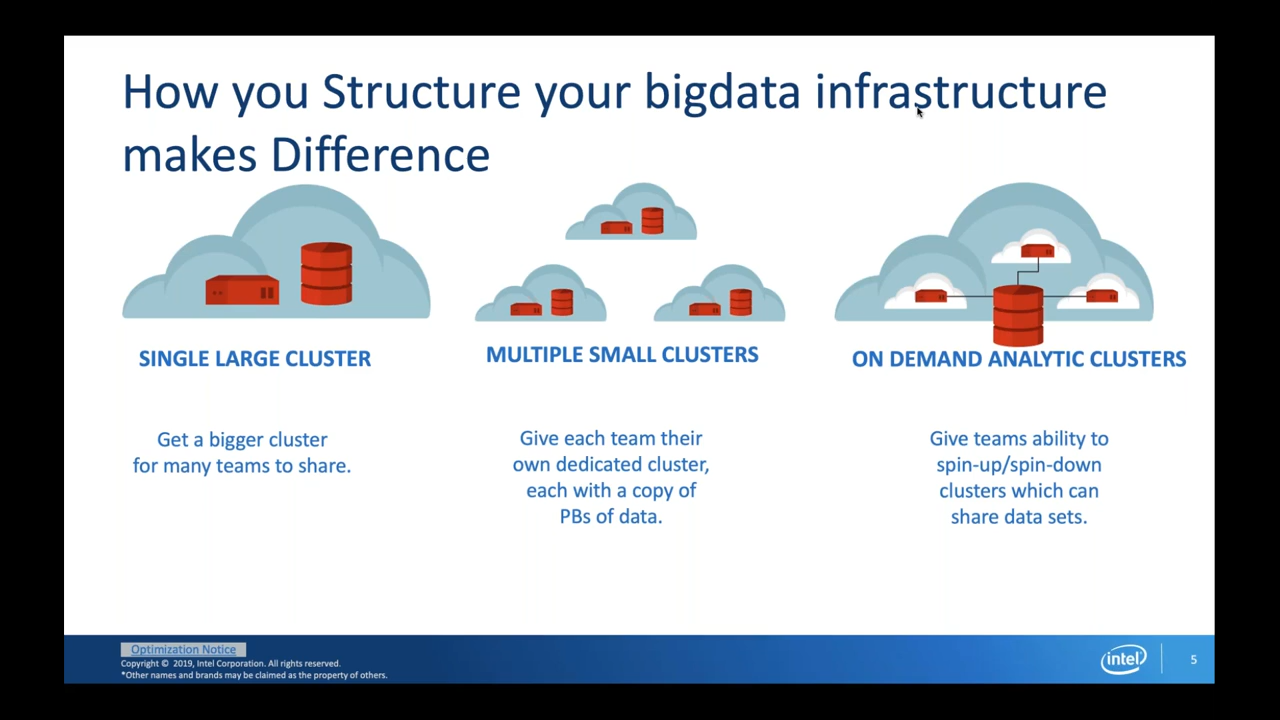 How you Structure your bigdata infrastructure
makes Difference
SINGLE LARGE CLUSTER
Get a bigger cluster
for many teams to share.
MULTIPLE SMALL CLUSTERS
Give each team their
own dedicated cluster,
each with a copy of
PBs of data.
ON DEMAND ANALYTIC CLUSTERS
Give teams ability to
spin-up/spin-down
clusters which can
share data sets.
Optimization Notice
Copyright © 2019, Intel Corporation. All rights reserved.
*Other names and brands may be claimed as the property of others.
intel
5